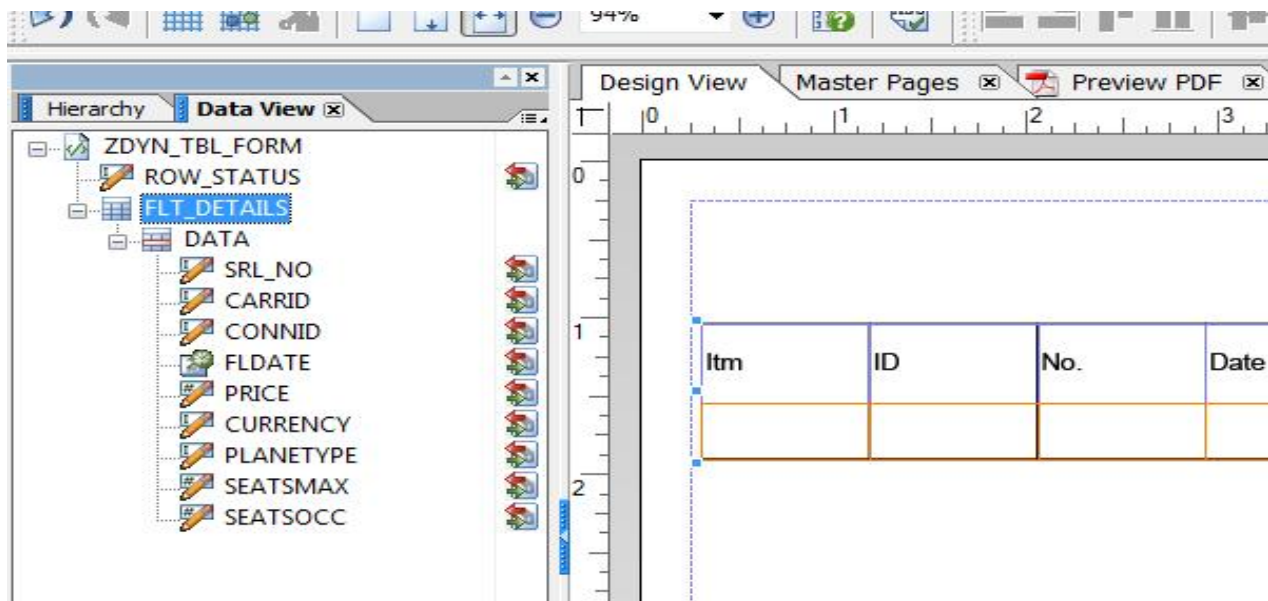 94%
Design View Master Pages Preview PDF
Hierarchy Data View
0 1 2 3
ZDYN_TBL_FORM
ROW_STATUS
0
FLT_DETAILS
DATA
SRL_NO
CARRID
CONNID
1
FLDATE
Itm ID No. Date
PRICE
CURRENCY
PLANETYPE
SEATSMAX
2
SEATSOCC